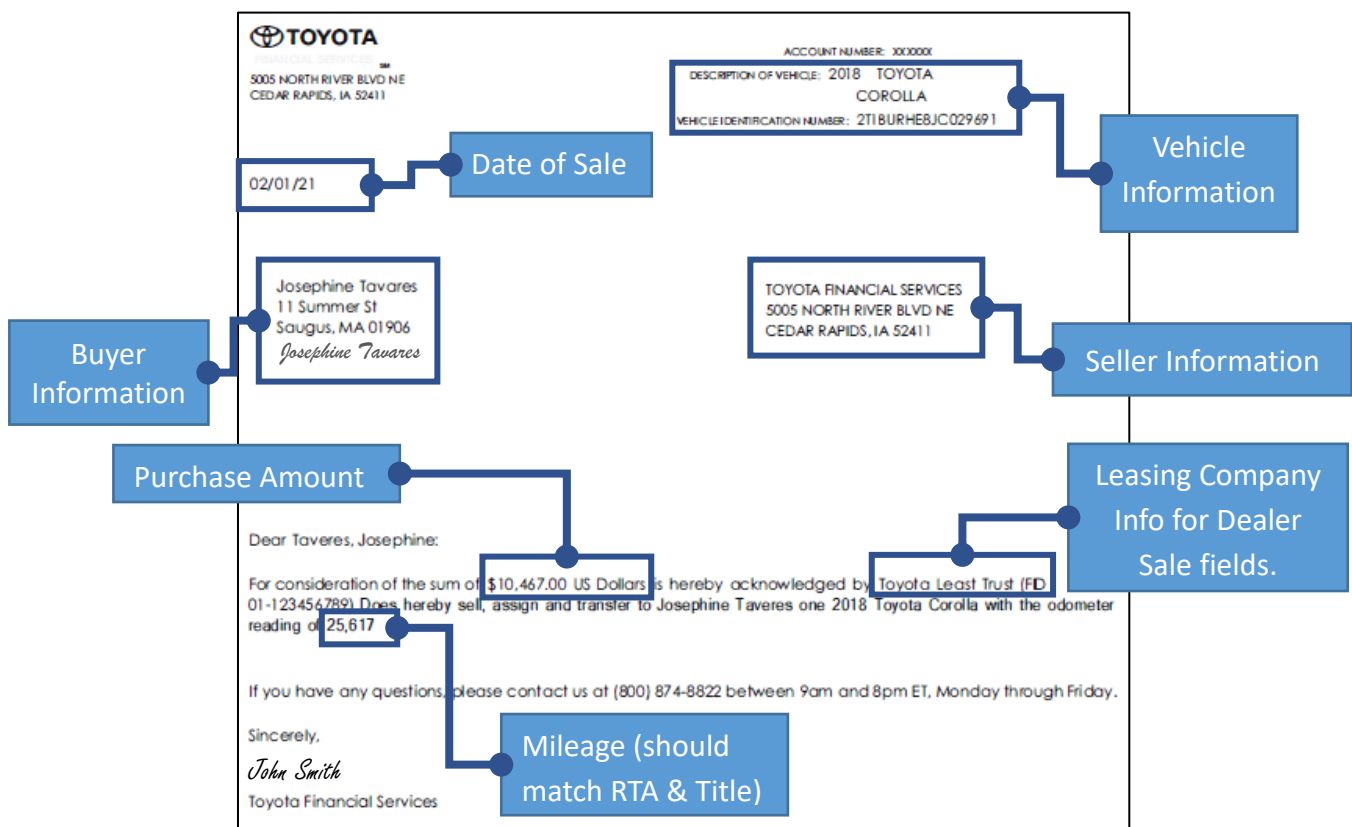 TOYOTA
FINANCIAL SERVICES
SM
5005 NORTH RIVER BLVD NE
CEDAR RAPIDS, IA 52411
ACCOUNT NUMBER: XXXXXX
DESCRIPTION OF VEHICLE: 2018 TOYOTA
COROLLA
VEHICLE IDENTIFICATION NUMBER: 2T1BURHE8JC029691
Vehicle
Information
Date of Sale
02/01/21
Josephine Tavares
11 Summer St
Saugus, MA 01906
Josephine Tavares
TOYOTA FINANCIAL SERVICES
5005 NORTH RIVER BLVD NE
CEDAR RAPIDS, IA 52411
Buyer
Information
Seller Information
Purchase Amount
Leasing Company
Info for Dealer
Sale fields.
Dear Taveres, Josephine:
For consideration of the sum of $10,467.00 US Dollars is hereby acknowledged by Toyota Least Trust (FID
01-123456789) Does hereby sell, assign and transfer to Josephine Taveres one 2018 Toyota Corolla with the odometer
reading of 25,617
If you have any questions, please contact us at (800) 874-8822 between 9am and 8pm ET, Monday through Friday.
Sincerely,
John Smith
Toyota Financial Services
Mileage (should
match RTA & Title)